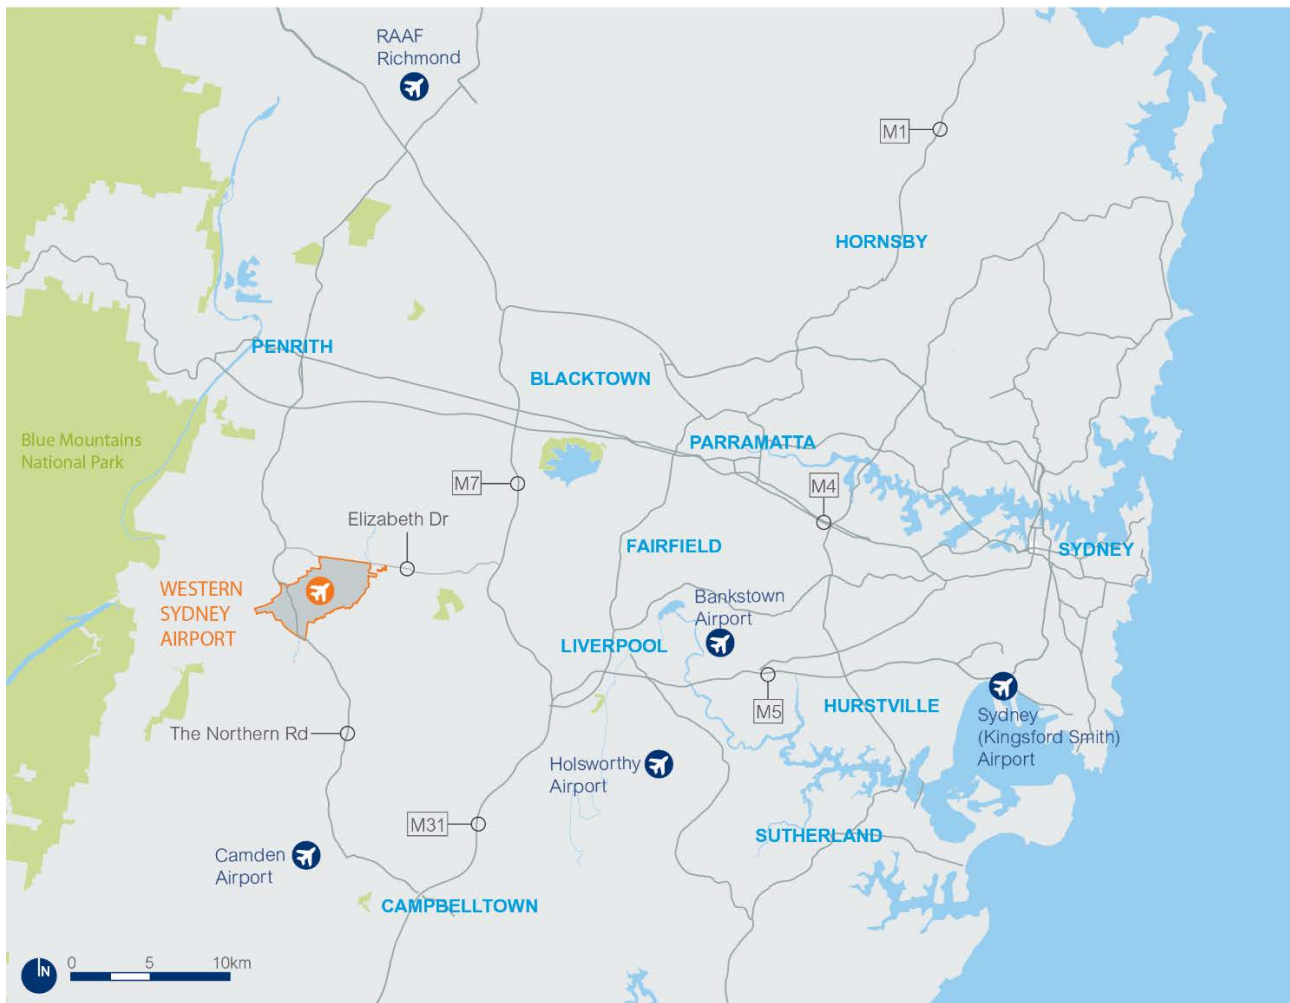 RAAF
Richmond
M1
HORNSBY
PENRITH
BLACKTOWN
Blue Mountains
National Park
PARRAMATTA
M7
M4
Elizabeth Dr
FAIRFIELD
SYDNEY
WESTERN
SYDNEY
AIRPORT
Bankstown
Airport
LIVERPOOL
M5
HURSTVILLE
Sydney
(Kingsford Smith)
Airport
The Northern Rd
Holsworthy
Airport
M31
SUTHERLAND
Camden
Airport
CAMPBELLTOWN
N
0 5 10km